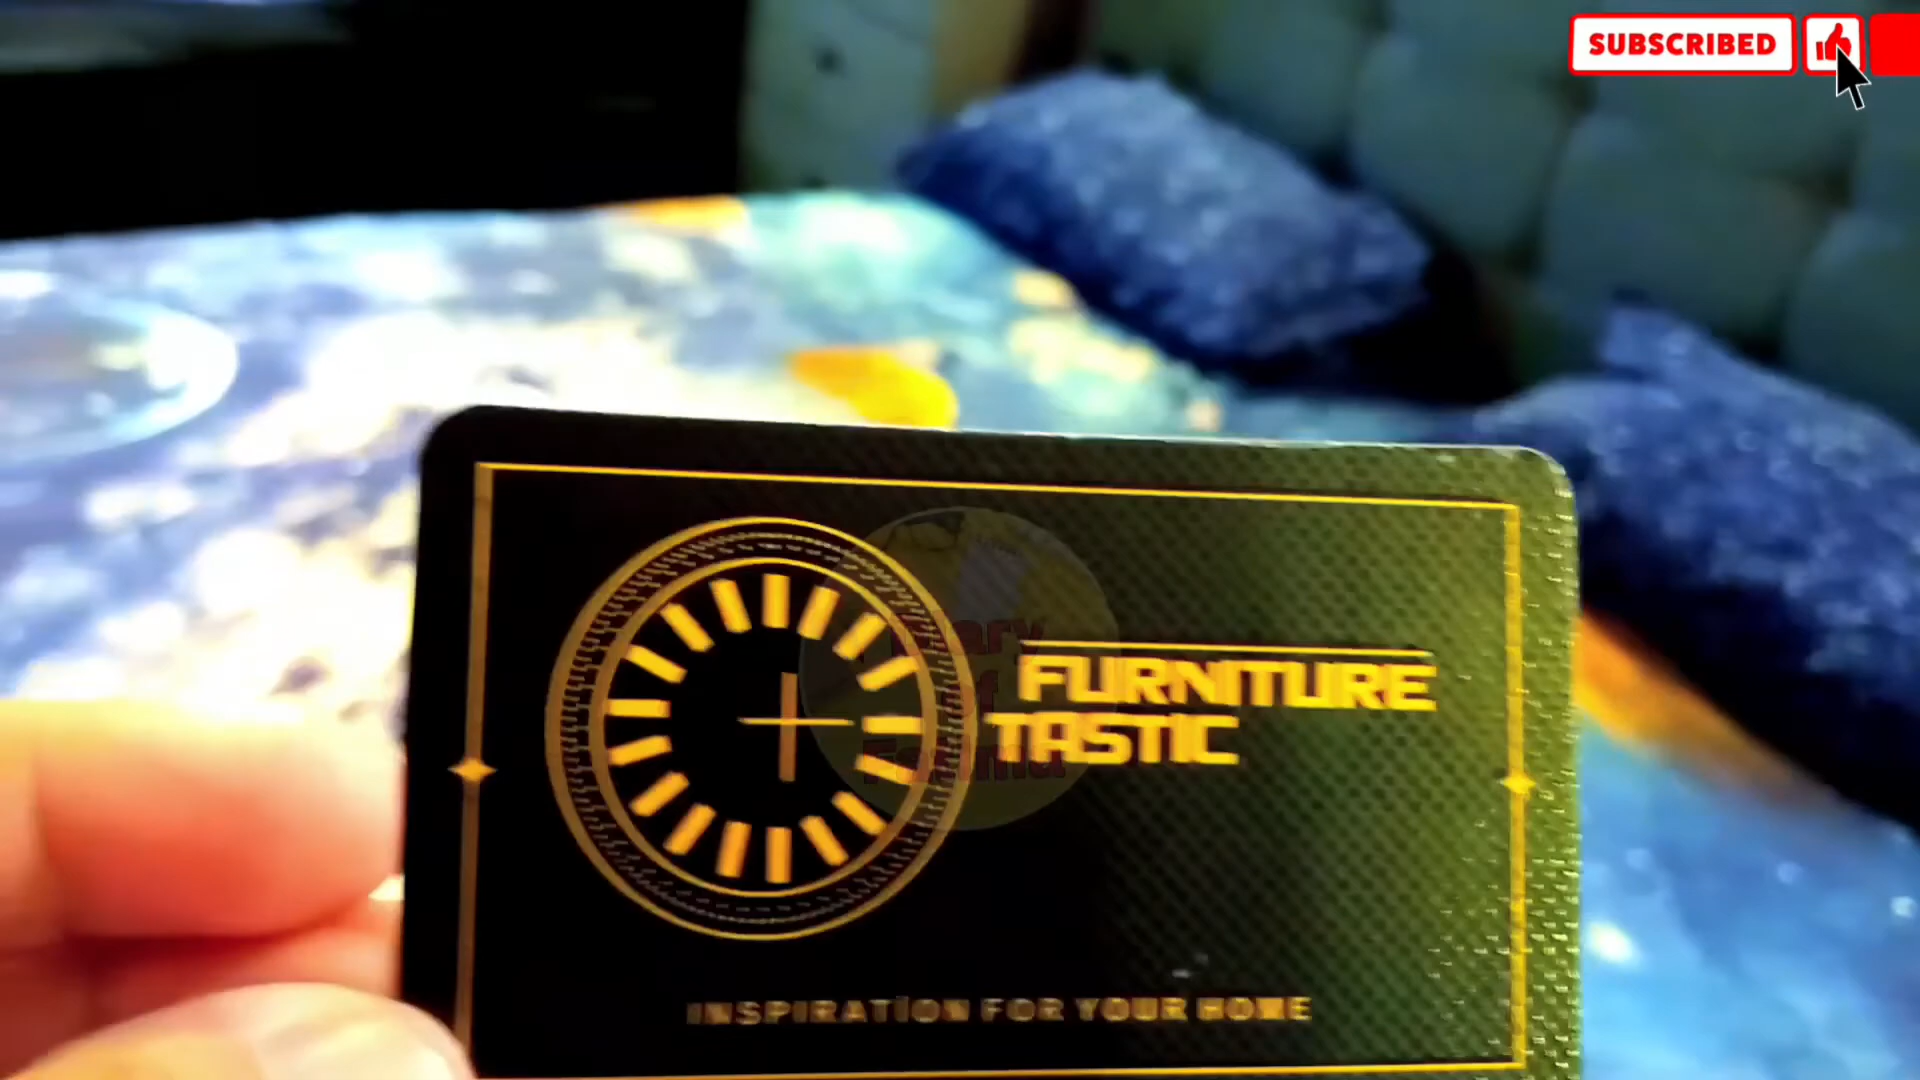 SUBSCRIBED
FURNITURE
TASTIC
INSPIRATION FOR YOUR HOME